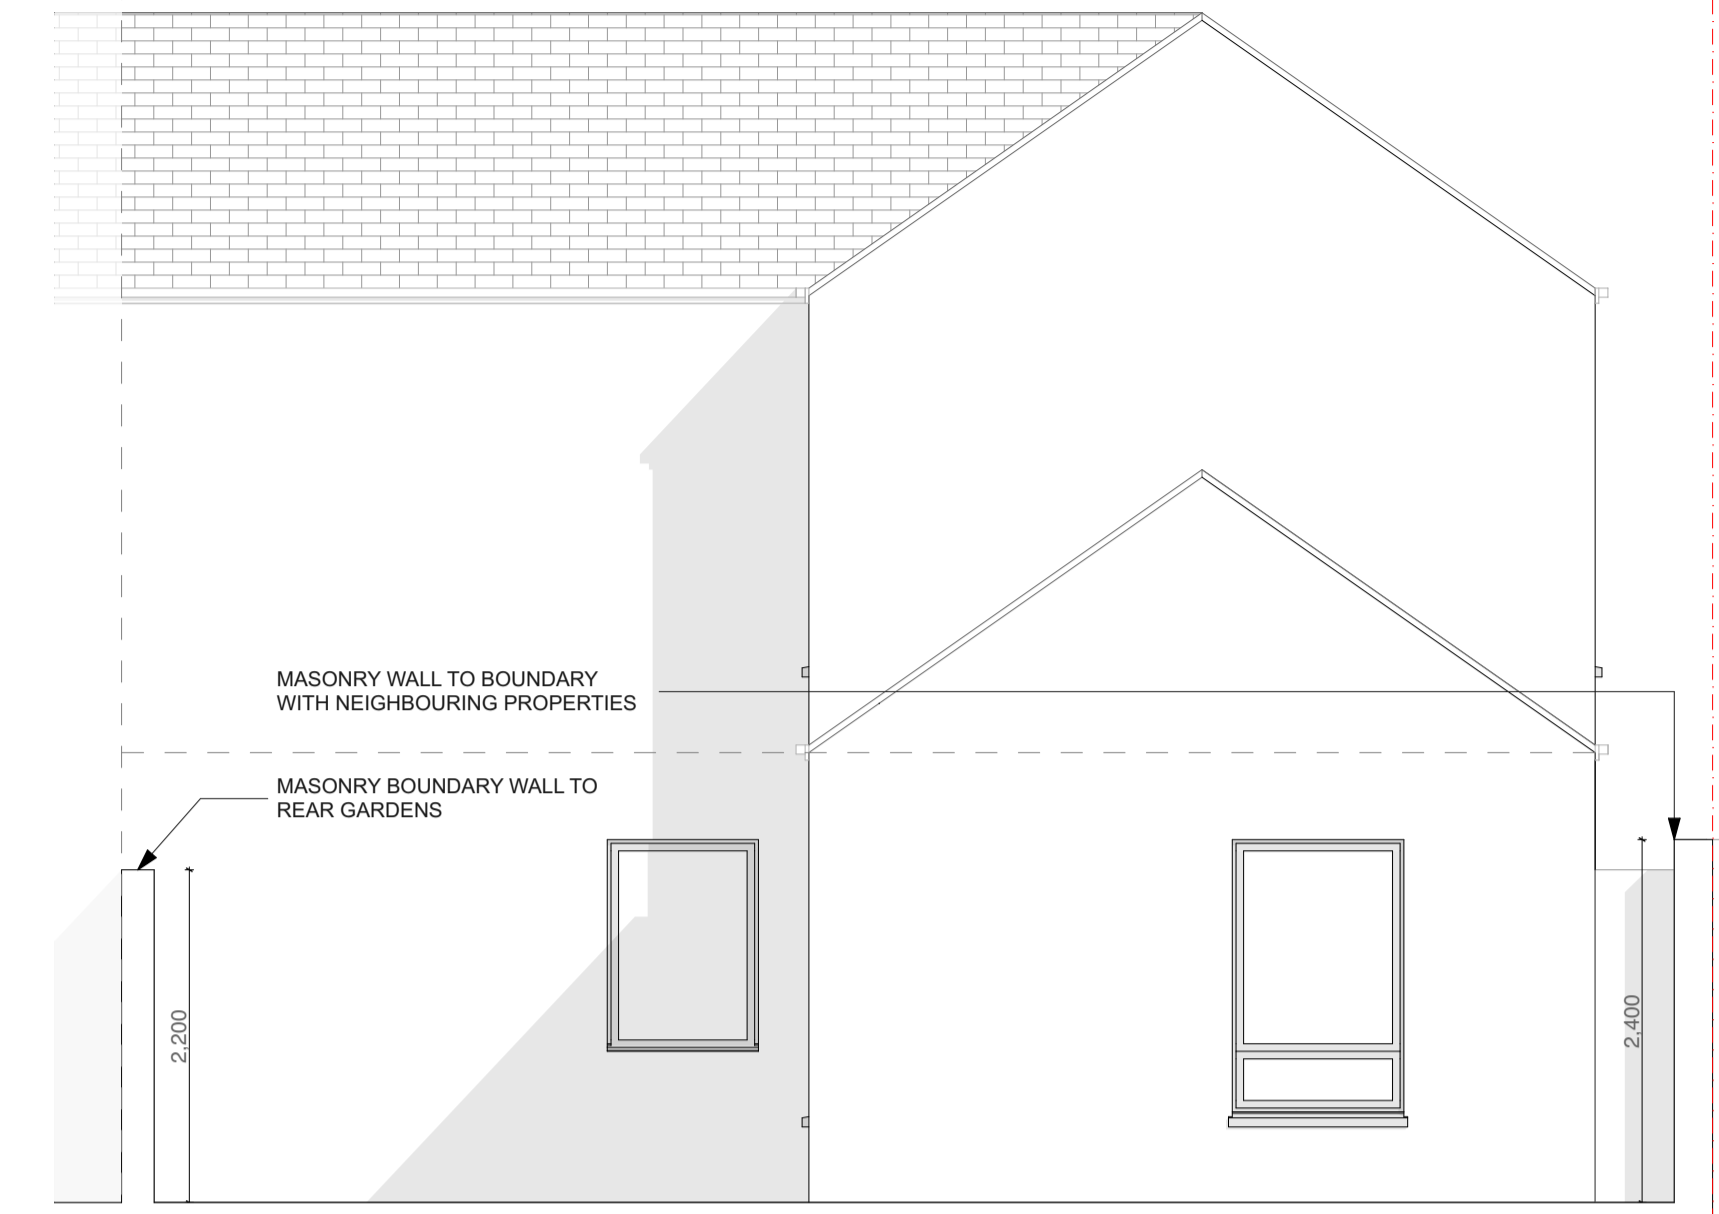 MASONRY WALL TO BOUNDARY
WITH NEIGHBOURING PROPERTIES
MASONRY BOUNDARY WALL TO
REAR GARDENS
2,200
2,400